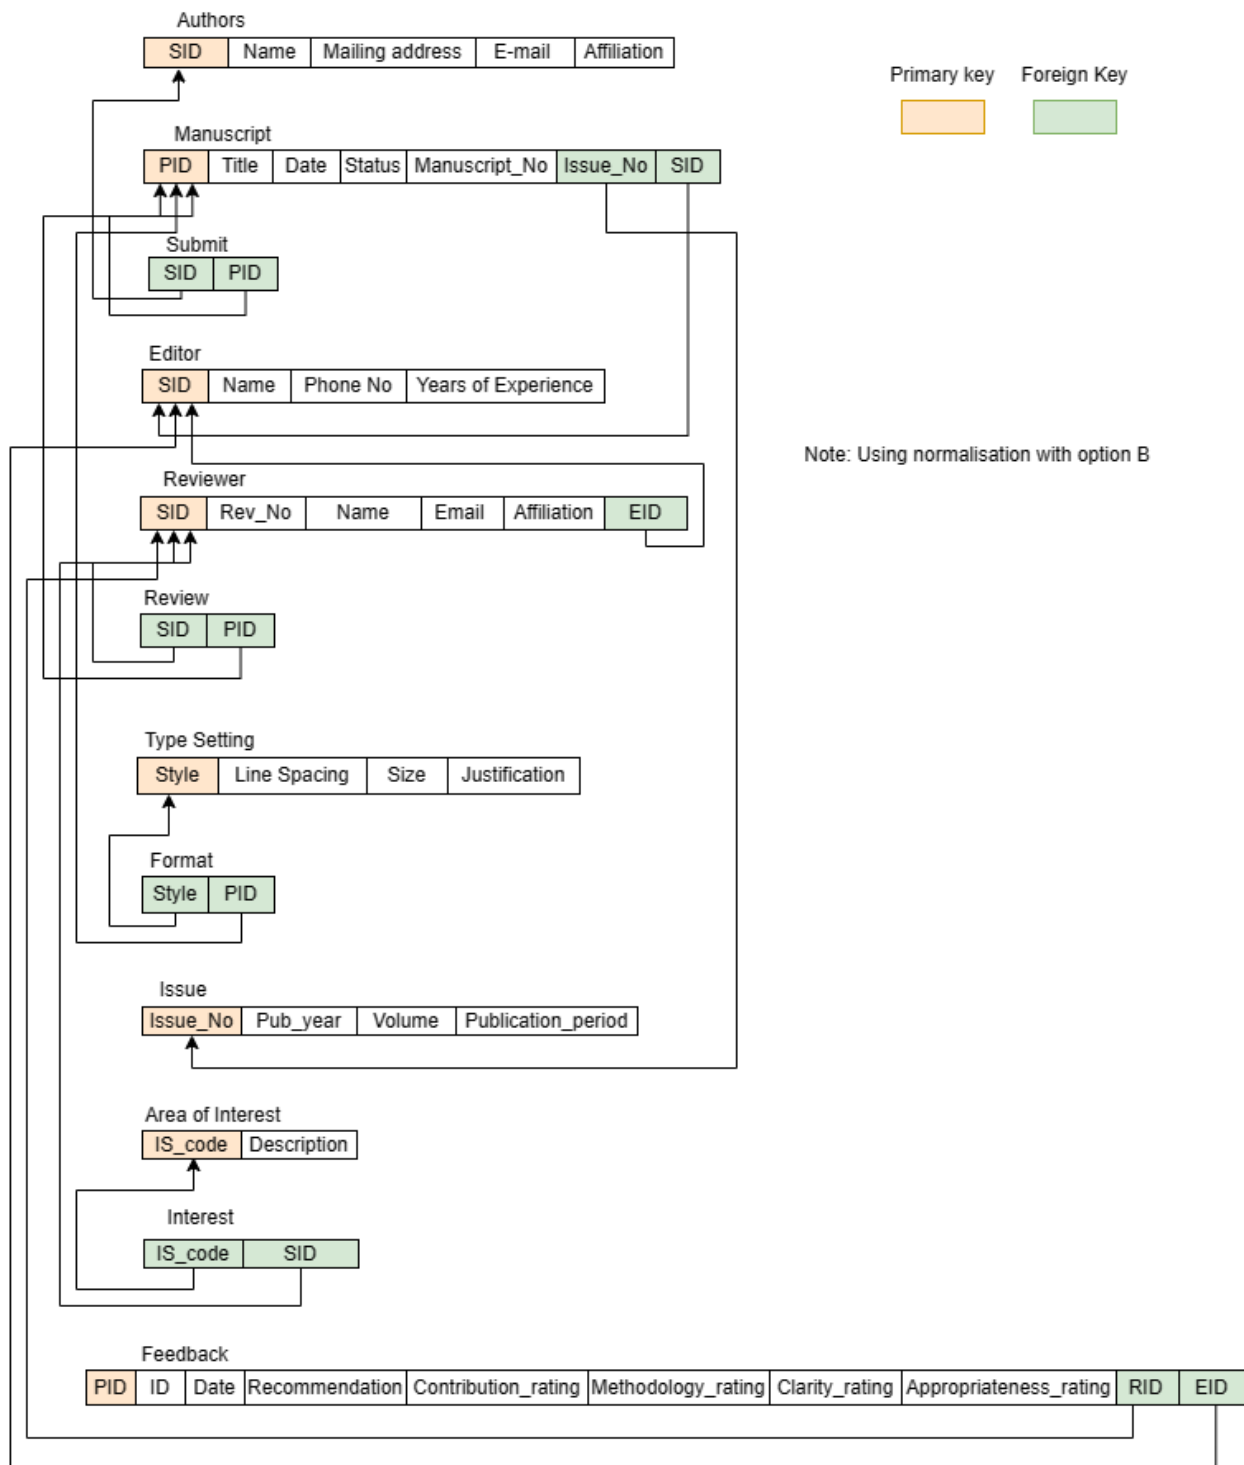 Authors
SID Name Mailing address E-mail Affiliation
Primary key Foreign Key
Manuscript
PID Title Date Status Manuscript_No Issue_No SID
Submit
SID PID
Editor
SID Name Phone No Years of Experience
Note: Using normalisation with option B
Reviewer
SID Rev_No Name Email Affiliation EID
Review
SID PID
Type Setting
Style Line Spacing Size Justification
Format
Style PID
Issue
Issue_No Pub_year Volume Publication_period
Area of Interest
IS_code Description
Interest
IS_code SID
Feedback
PID ID Date Recommendation Contribution_rating Methodology_rating Clarity_rating Appropriateness_rating RID EID